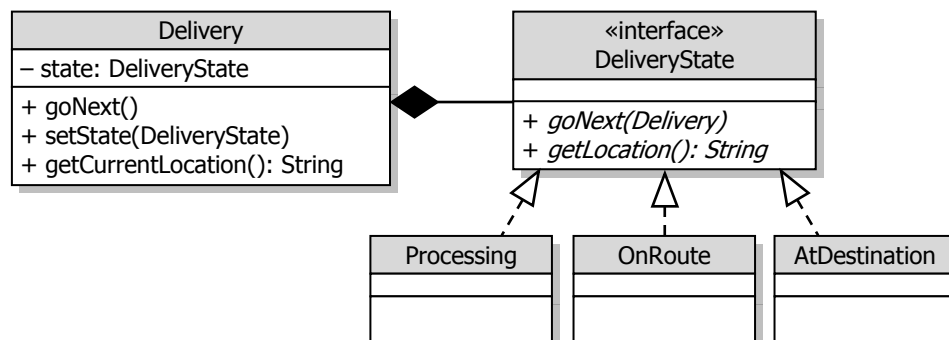 Delivery
– state: DeliveryState
+ goNext()
+ setState(DeliveryState)
+ getCurrentLocation(): String
«interface»
DeliveryState
+ goNext(Delivery)
+ getLocation(): String
Processing
OnRoute
AtDestination